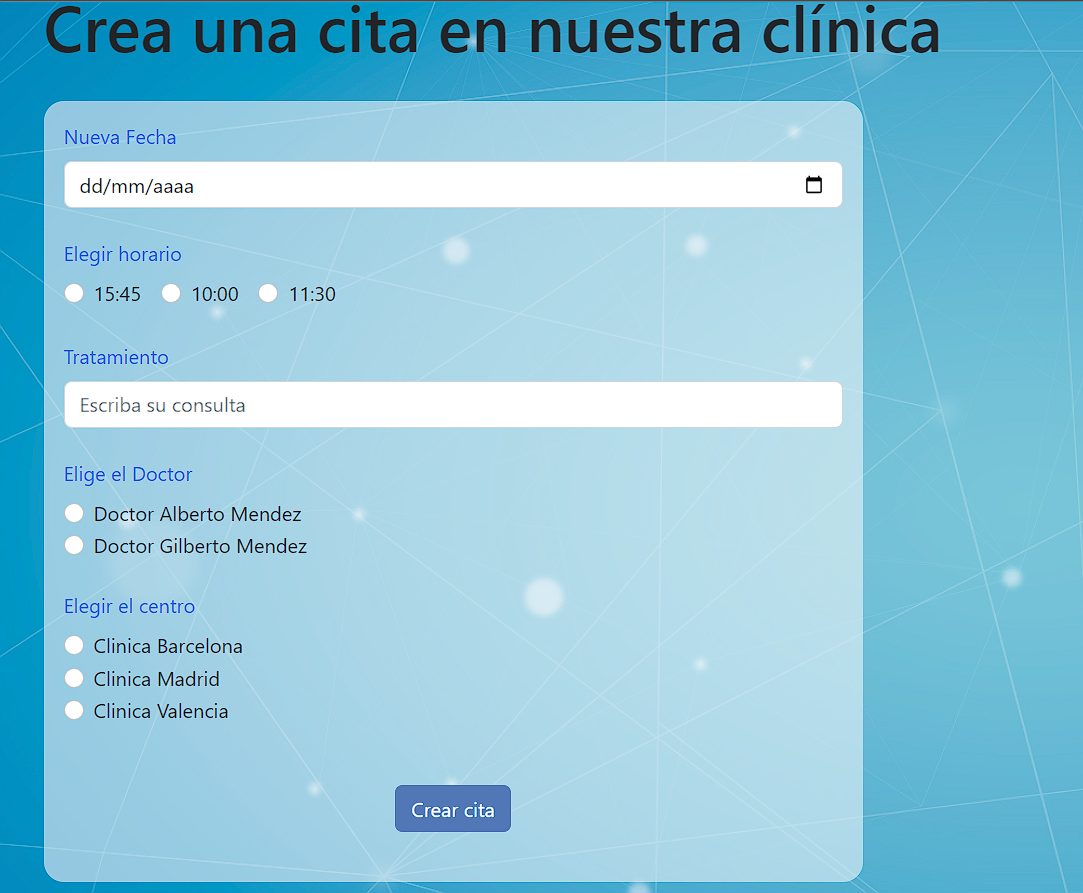 Crea una cita en nuestra clínica
Nueva Fecha
dd/mm/aaaa
Elegir horario
15:45 10:00 11:30
Tratamiento
Escriba su consulta
Elige el Doctor
Doctor Alberto Mendez
Doctor Gilberto Mendez
Elegir el centro
Clinica Barcelona
Clinica Madrid
Clinica Valencia
Crear cita